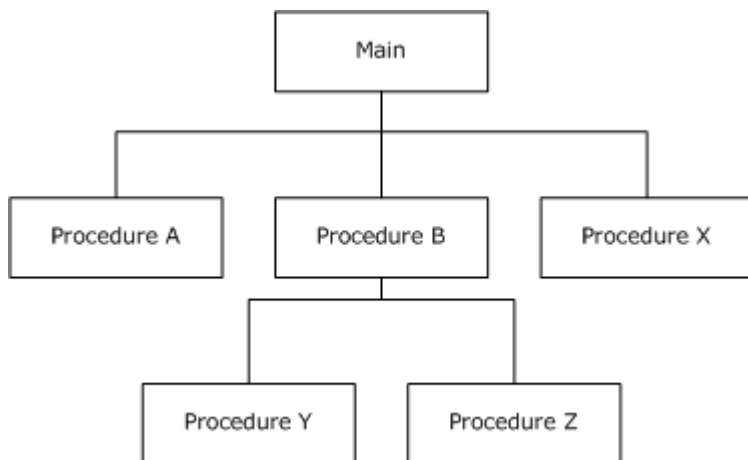 Main
Procedure A
Procedure B
Procedure X
Procedure Y
Procedure Z